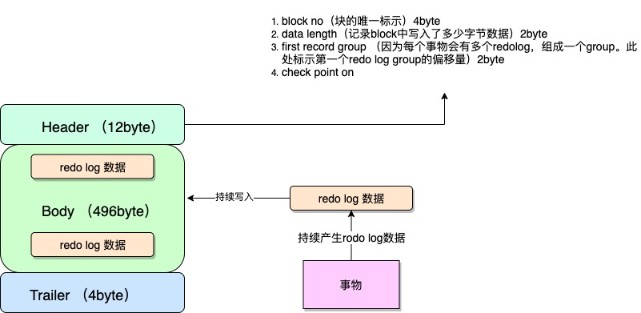 1. block no（块的唯一标示）4byte
2. data length（记录block中写入了多少字节数据）2byte
3. first record group （因为每个事物会有多个redolog，组成一个group。此
处标示第一个redo log group的偏移量）2byte
4. check point on
Header （12byte）
redo log 数据
Body （496byte）
redo log 数据
Trailer （4byte）
持续写入
redo log 数据
持续产生rodo log数据
事物